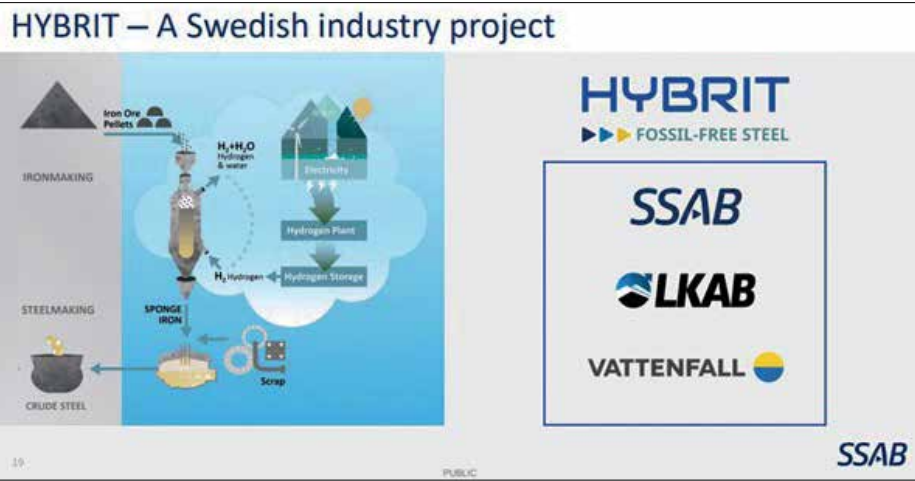 HYBRIT – A Swedish industry project
Iron Ore
Pellets
H₂+H₂O
Hydrogen
& water
Electricity
IRONMAKING
Hydrogen Plant
H₂ Hydrogen
Hydrogen Storage
STEELMAKING
SPONGE
IRON
Scrap
CRUDE STEEL
HYBRIT
FOSSIL-FREE STEEL
SSAB
LKAB
VATTENFALL
19
PUBLIC
SSAB